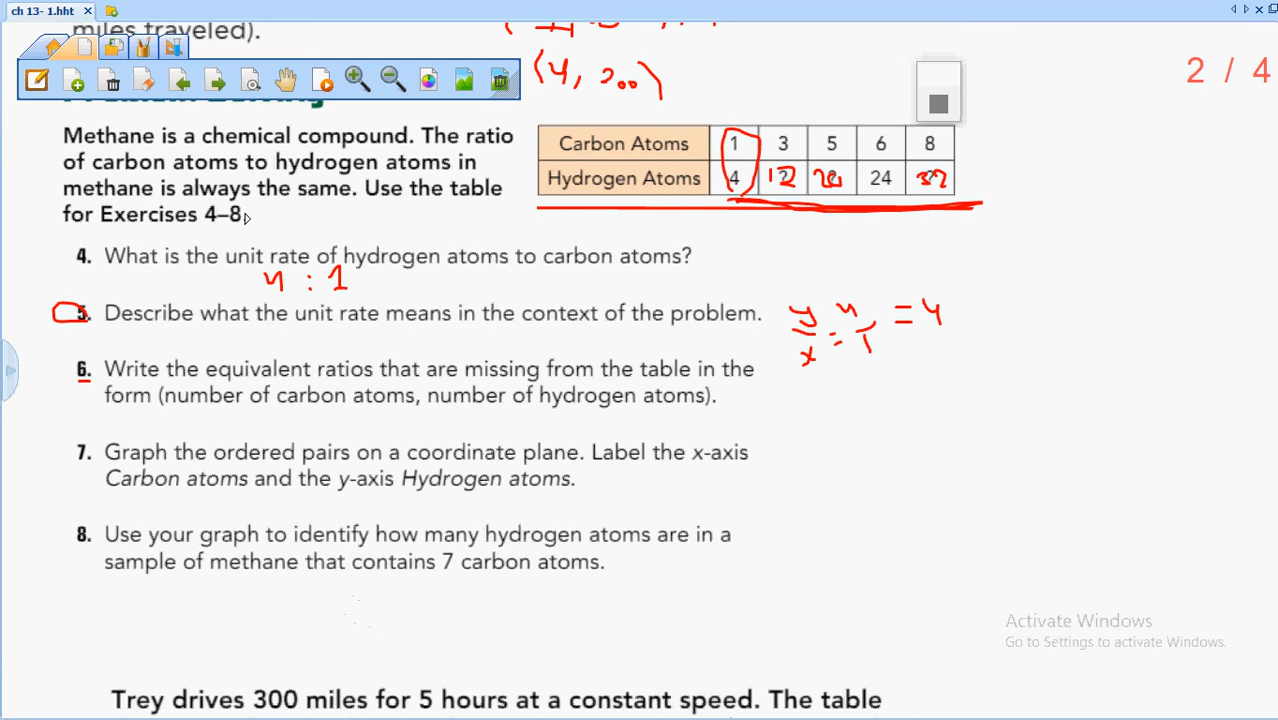 ch 13- 1.hht
miles traveled).
(4, 200)
2 / 4
Methane is a chemical compound. The ratio
of carbon atoms to hydrogen atoms in
methane is always the same. Use the table
for Exercises 4–8.
Carbon Atoms 1 3 5 6 8
Hydrogen Atoms 4 12 20 24 32
4. What is the unit rate of hydrogen atoms to carbon atoms?
4 : 1
5. Describe what the unit rate means in the context of the problem.
y/x = 4/1 = 4
6. Write the equivalent ratios that are missing from the table in the
form (number of carbon atoms, number of hydrogen atoms).
7. Graph the ordered pairs on a coordinate plane. Label the x-axis
Carbon atoms and the y-axis Hydrogen atoms.
8. Use your graph to identify how many hydrogen atoms are in a
sample of methane that contains 7 carbon atoms.
Activate Windows
Go to Settings to activate Windows.
Trey drives 300 miles for 5 hours at a constant speed. The table